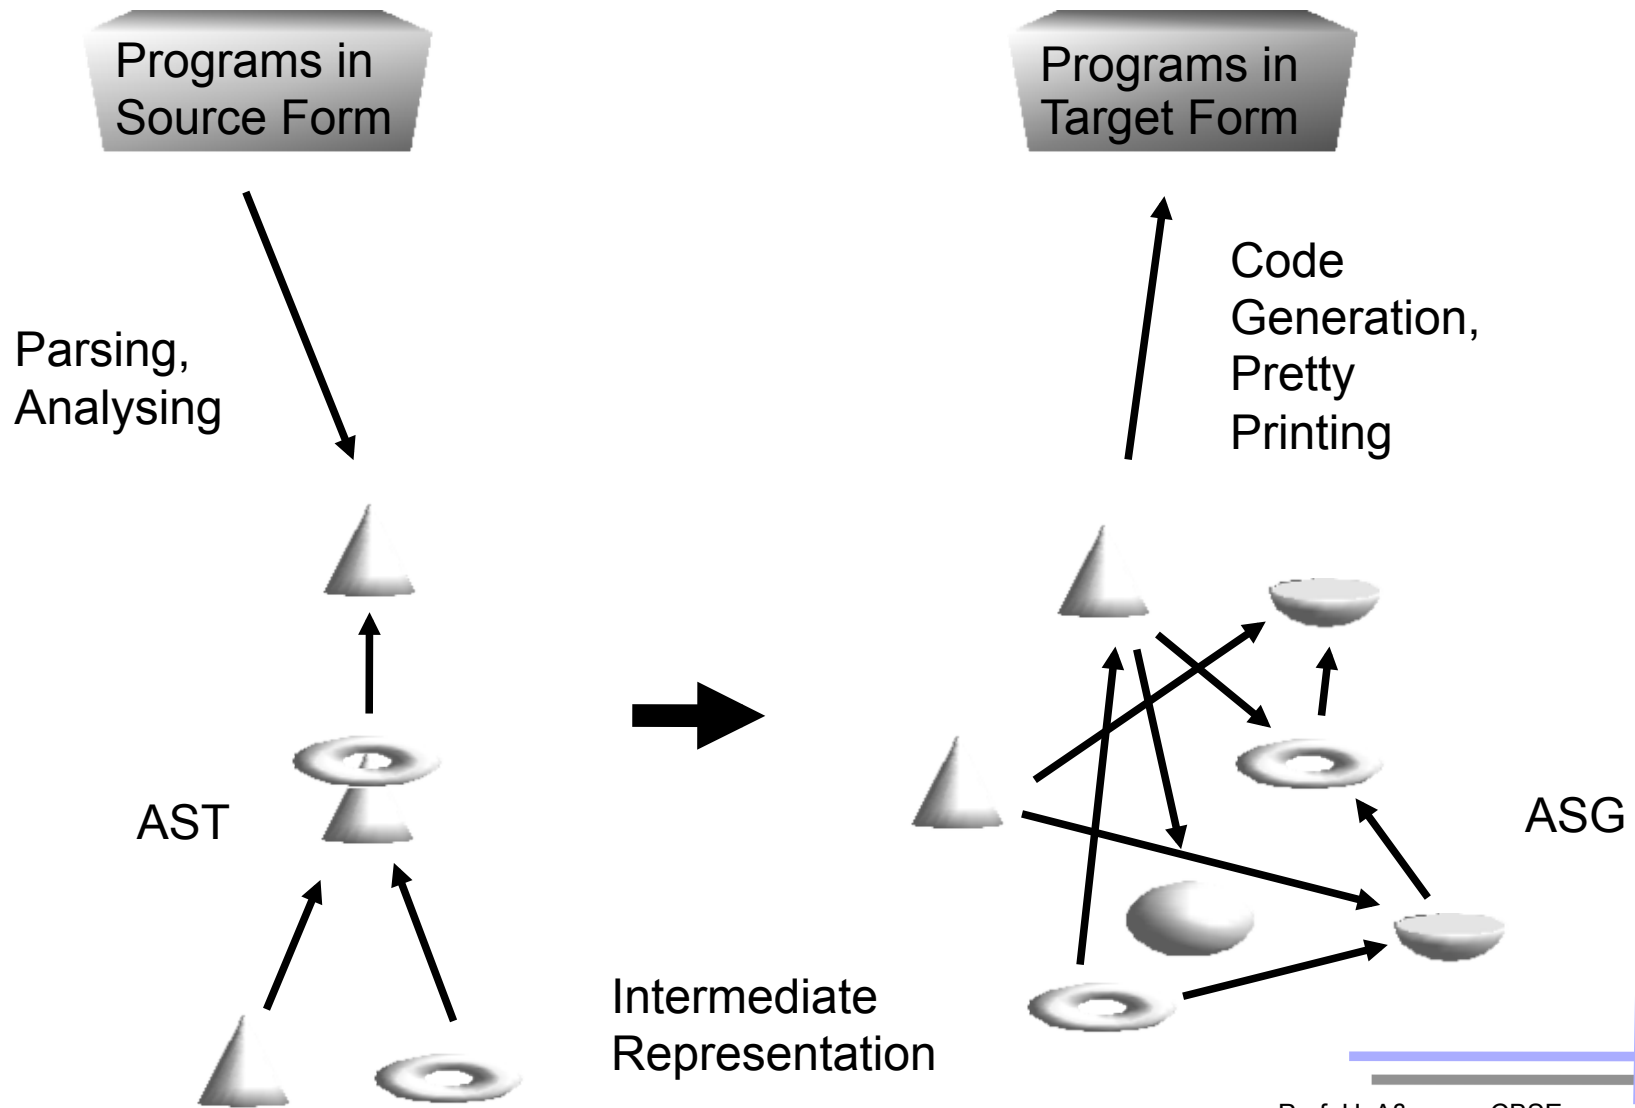 Programs in
Source Form
Programs in
Target Form
Parsing,
Analysing
Code
Generation,
Pretty
Printing
AST
ASG
Intermediate
Representation